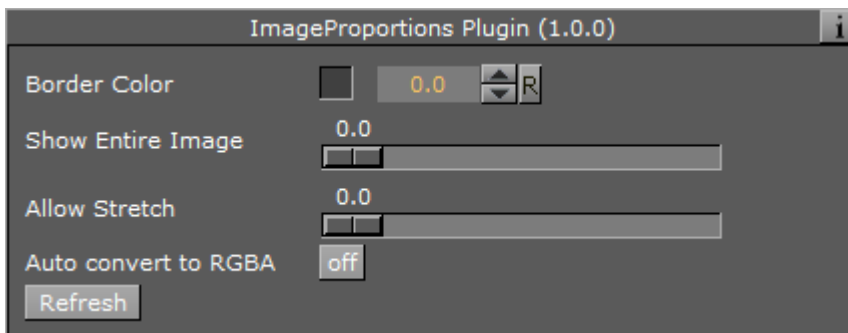 ImageProportions Plugin (1.0.0) i
Border Color 0.0 R
0.0
Show Entire Image
0.0
Allow Stretch
Auto convert to RGBA off
Refresh